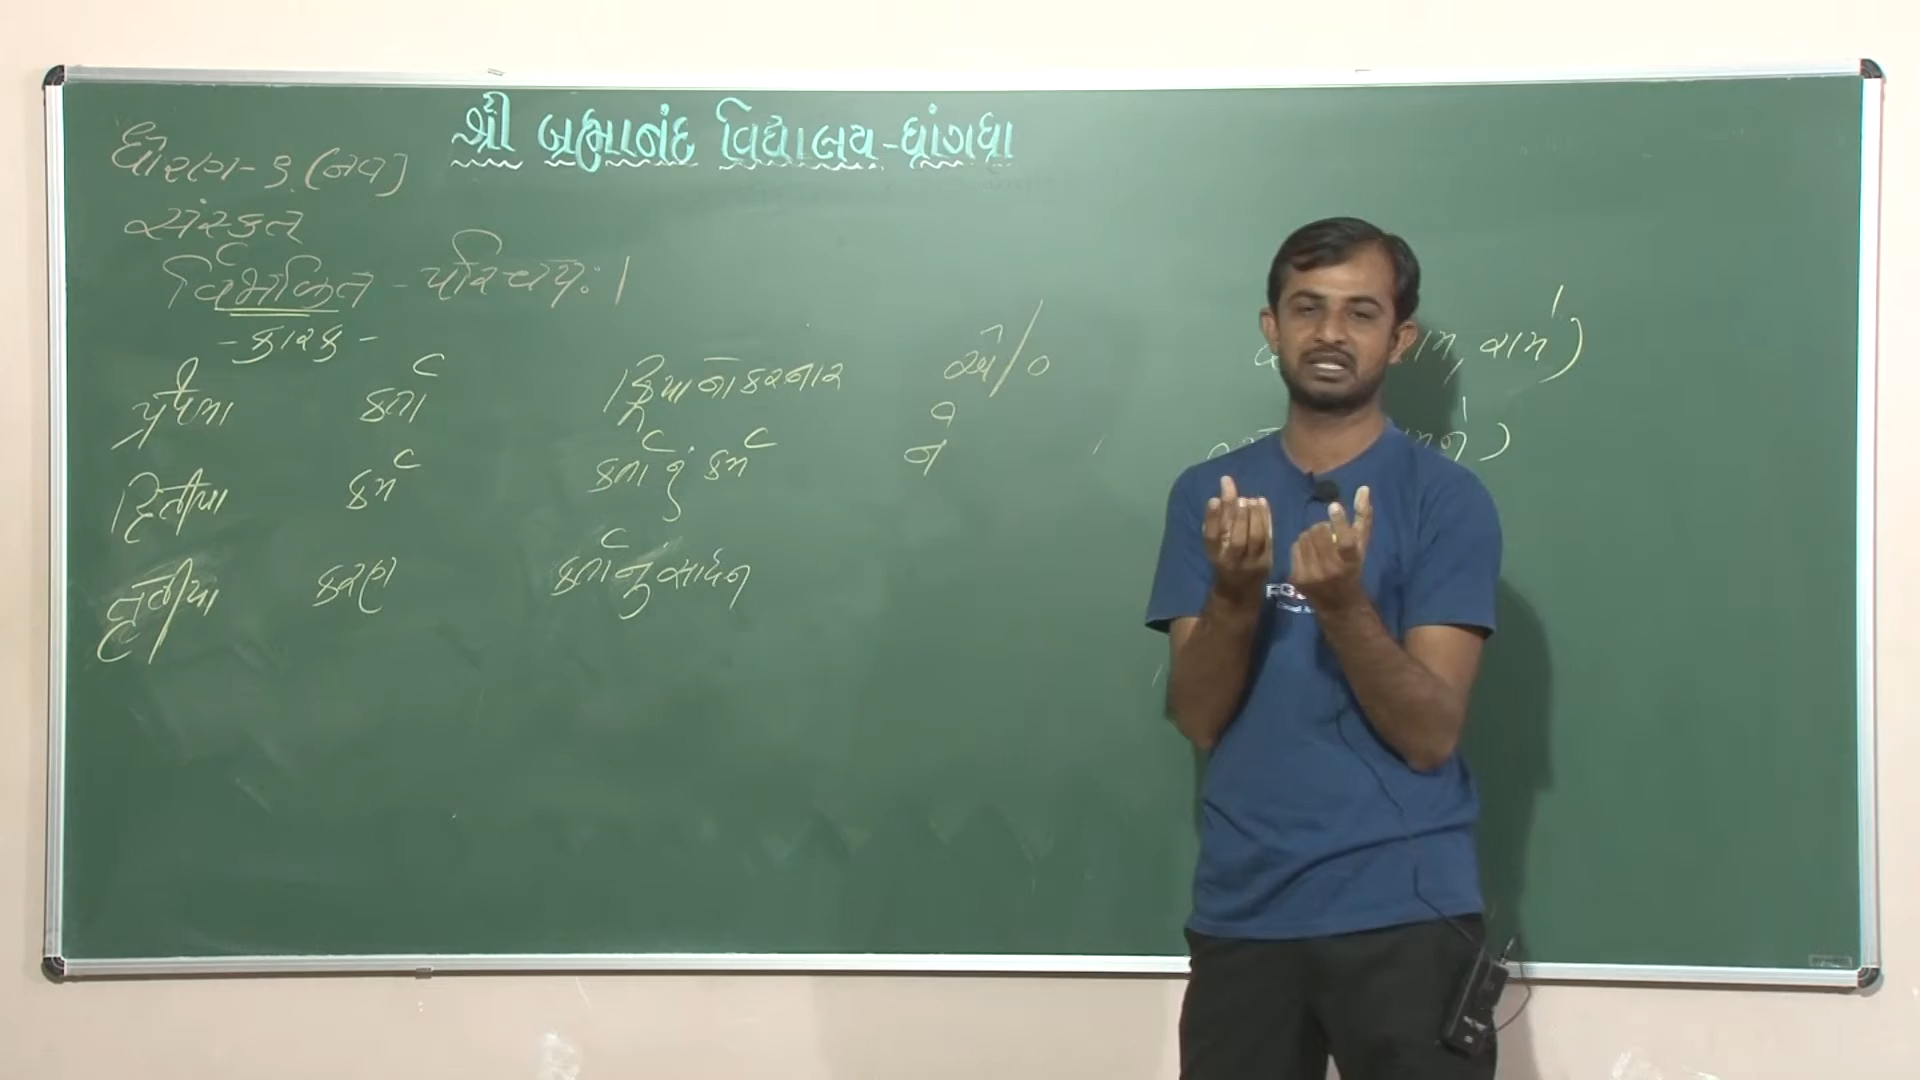 શ્રી બ્રહ્માનંદ વિદ્યાલય-ધ્રાંગધ્રા
ધોરણ-૯ (નવ)
સંસ્કૃત
વિભક્તિ - પરિચયઃ ।
- કારક -
પ્રથમા કર્તા ક્રિયાનો કરનાર એ/૦ રામ)
દ્વિતીયા કર્મ કર્તાનું કર્મ ને
તૃતીયા કરણ કર્તાનું સાધન